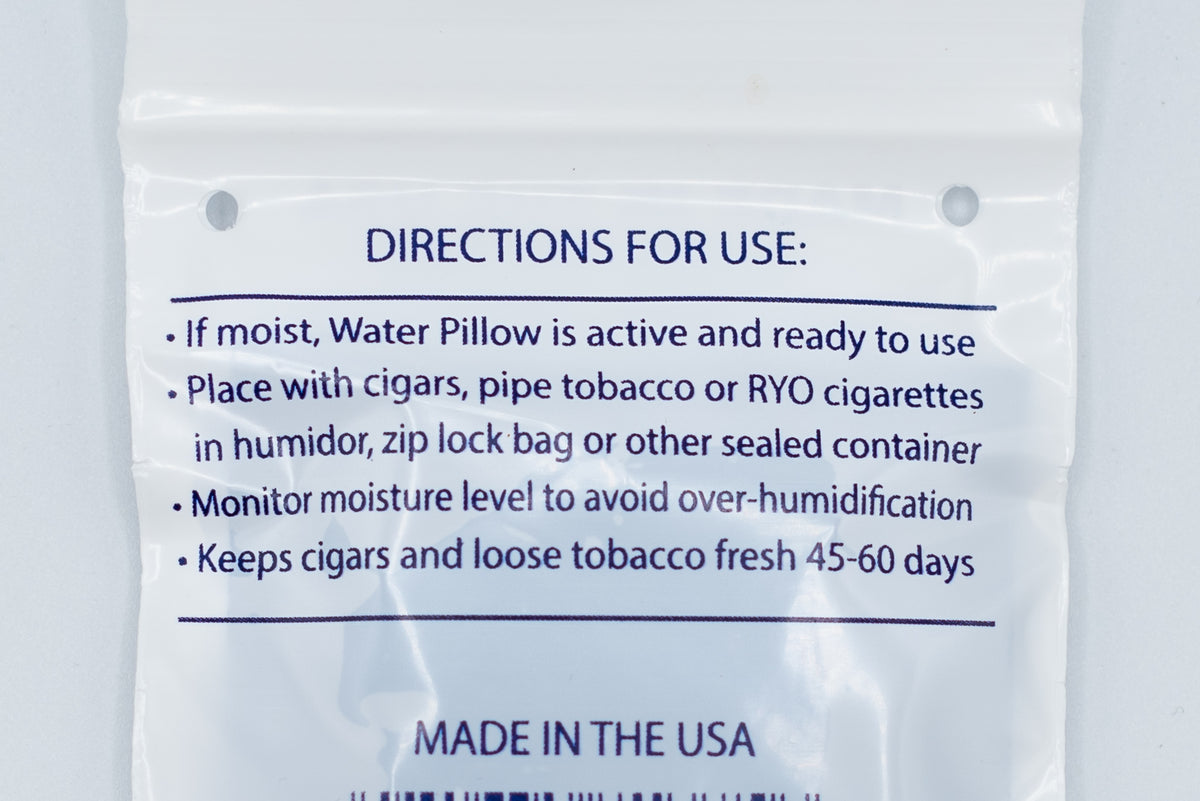 DIRECTIONS FOR USE:
• If moist, Water Pillow is active and ready to use
• Place with cigars, pipe tobacco or RYO cigarettes
in humidor, zip lock bag or other sealed container
• Monitor moisture level to avoid over-humidification
• Keeps cigars and loose tobacco fresh 45-60 days
MADE IN THE USA